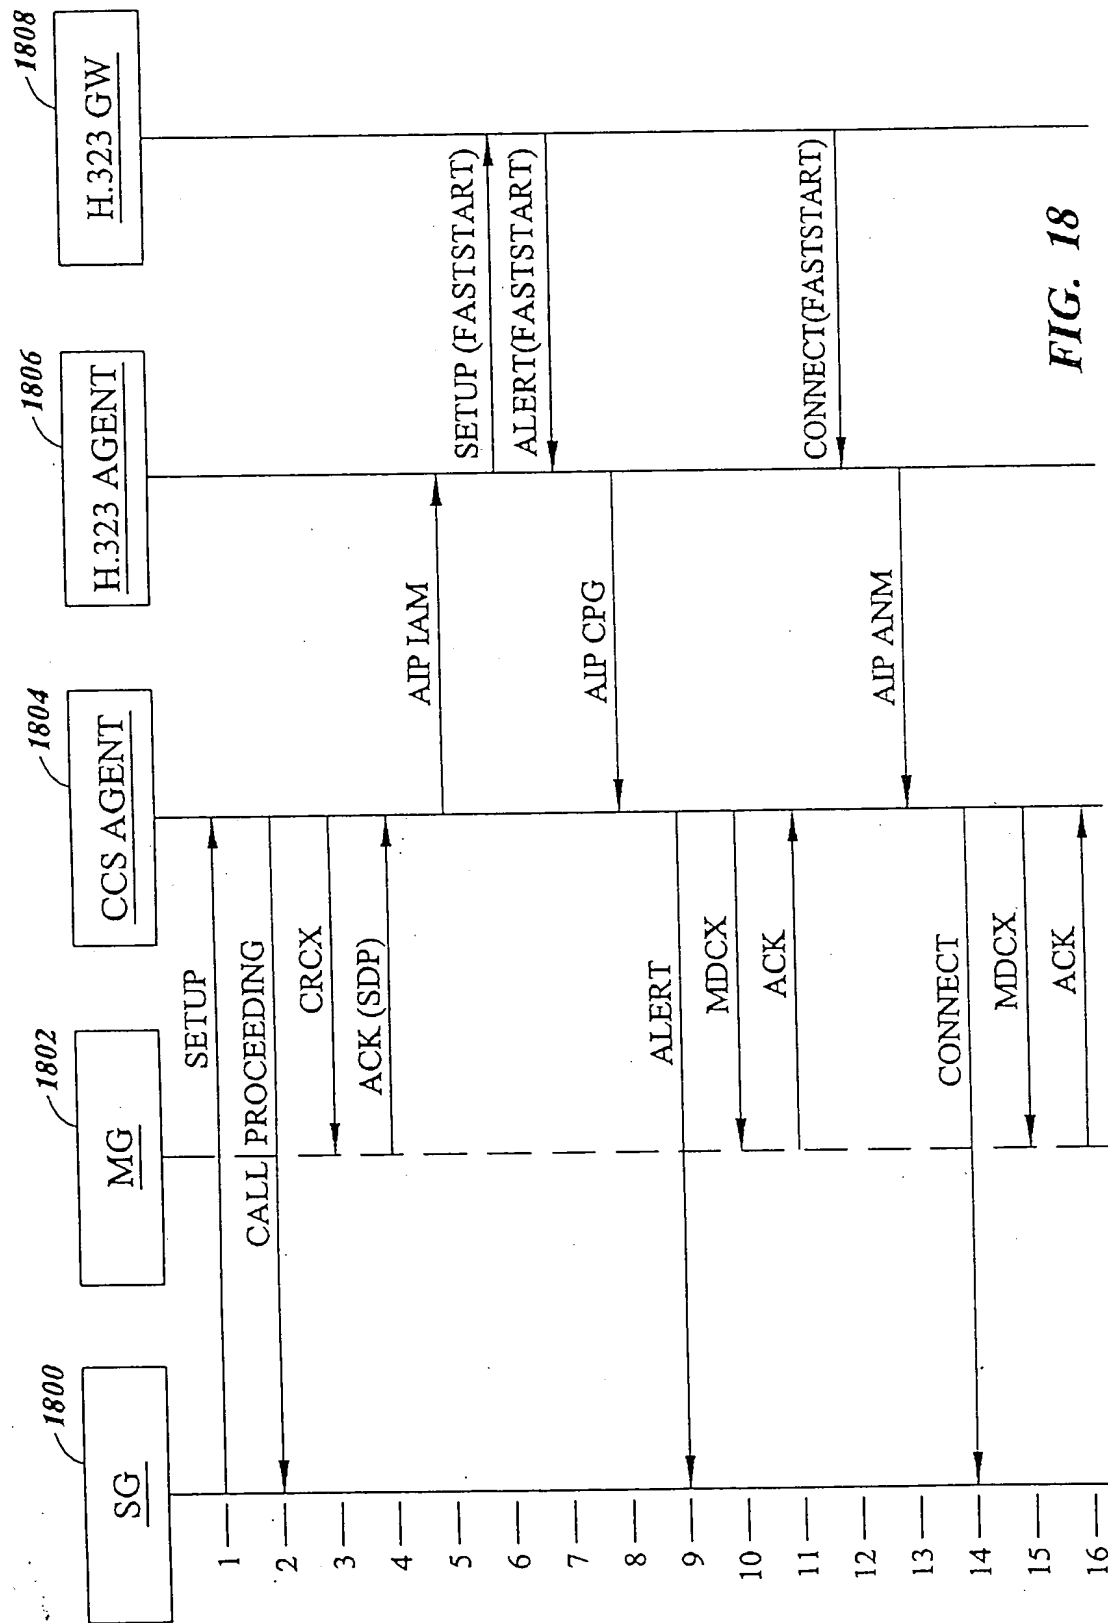 1800
1802
1804
1806
1808
SG
MG
CCS AGENT
H.323 AGENT
H.323 GW
1
SETUP
2
CALL PROCEEDING
3
CRCX
4
ACK (SDP)
5
AIP IAM
6
SETUP (FASTSTART)
7
ALERT(FASTSTART)
8
AIP CPG
9
ALERT
10
MDCX
11
ACK
12
CONNECT(FASTSTART)
13
AIP ANM
14
CONNECT
15
MDCX
16
ACK
FIG. 18